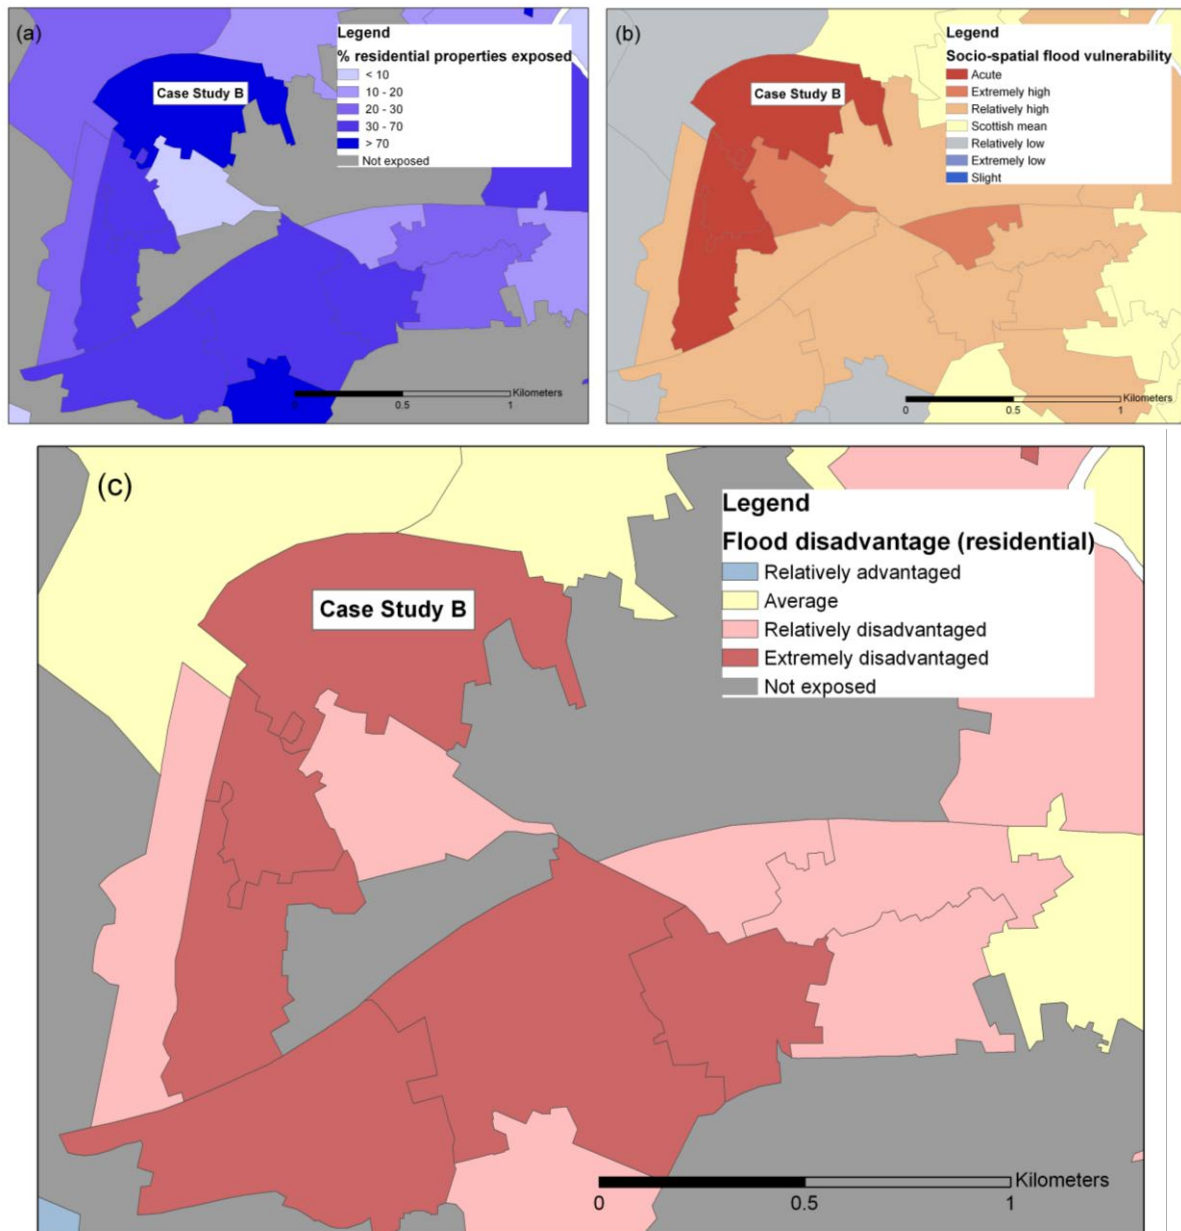 (a)
Legend
% residential properties exposed
< 10
10 - 20
20 - 30
30 - 70
> 70
Not exposed
Case Study B
Kilometers
0 0.5 1
(b)
Legend
Socio-spatial flood vulnerability
Acute
Extremely high
Relatively high
Scottish mean
Relatively low
Extremely low
Slight
Case Study B
Kilometers
0 0.5 1
(c)
Legend
Flood disadvantage (residential)
Relatively advantaged
Average
Relatively disadvantaged
Extremely disadvantaged
Not exposed
Case Study B
Kilometers
0 0.5 1